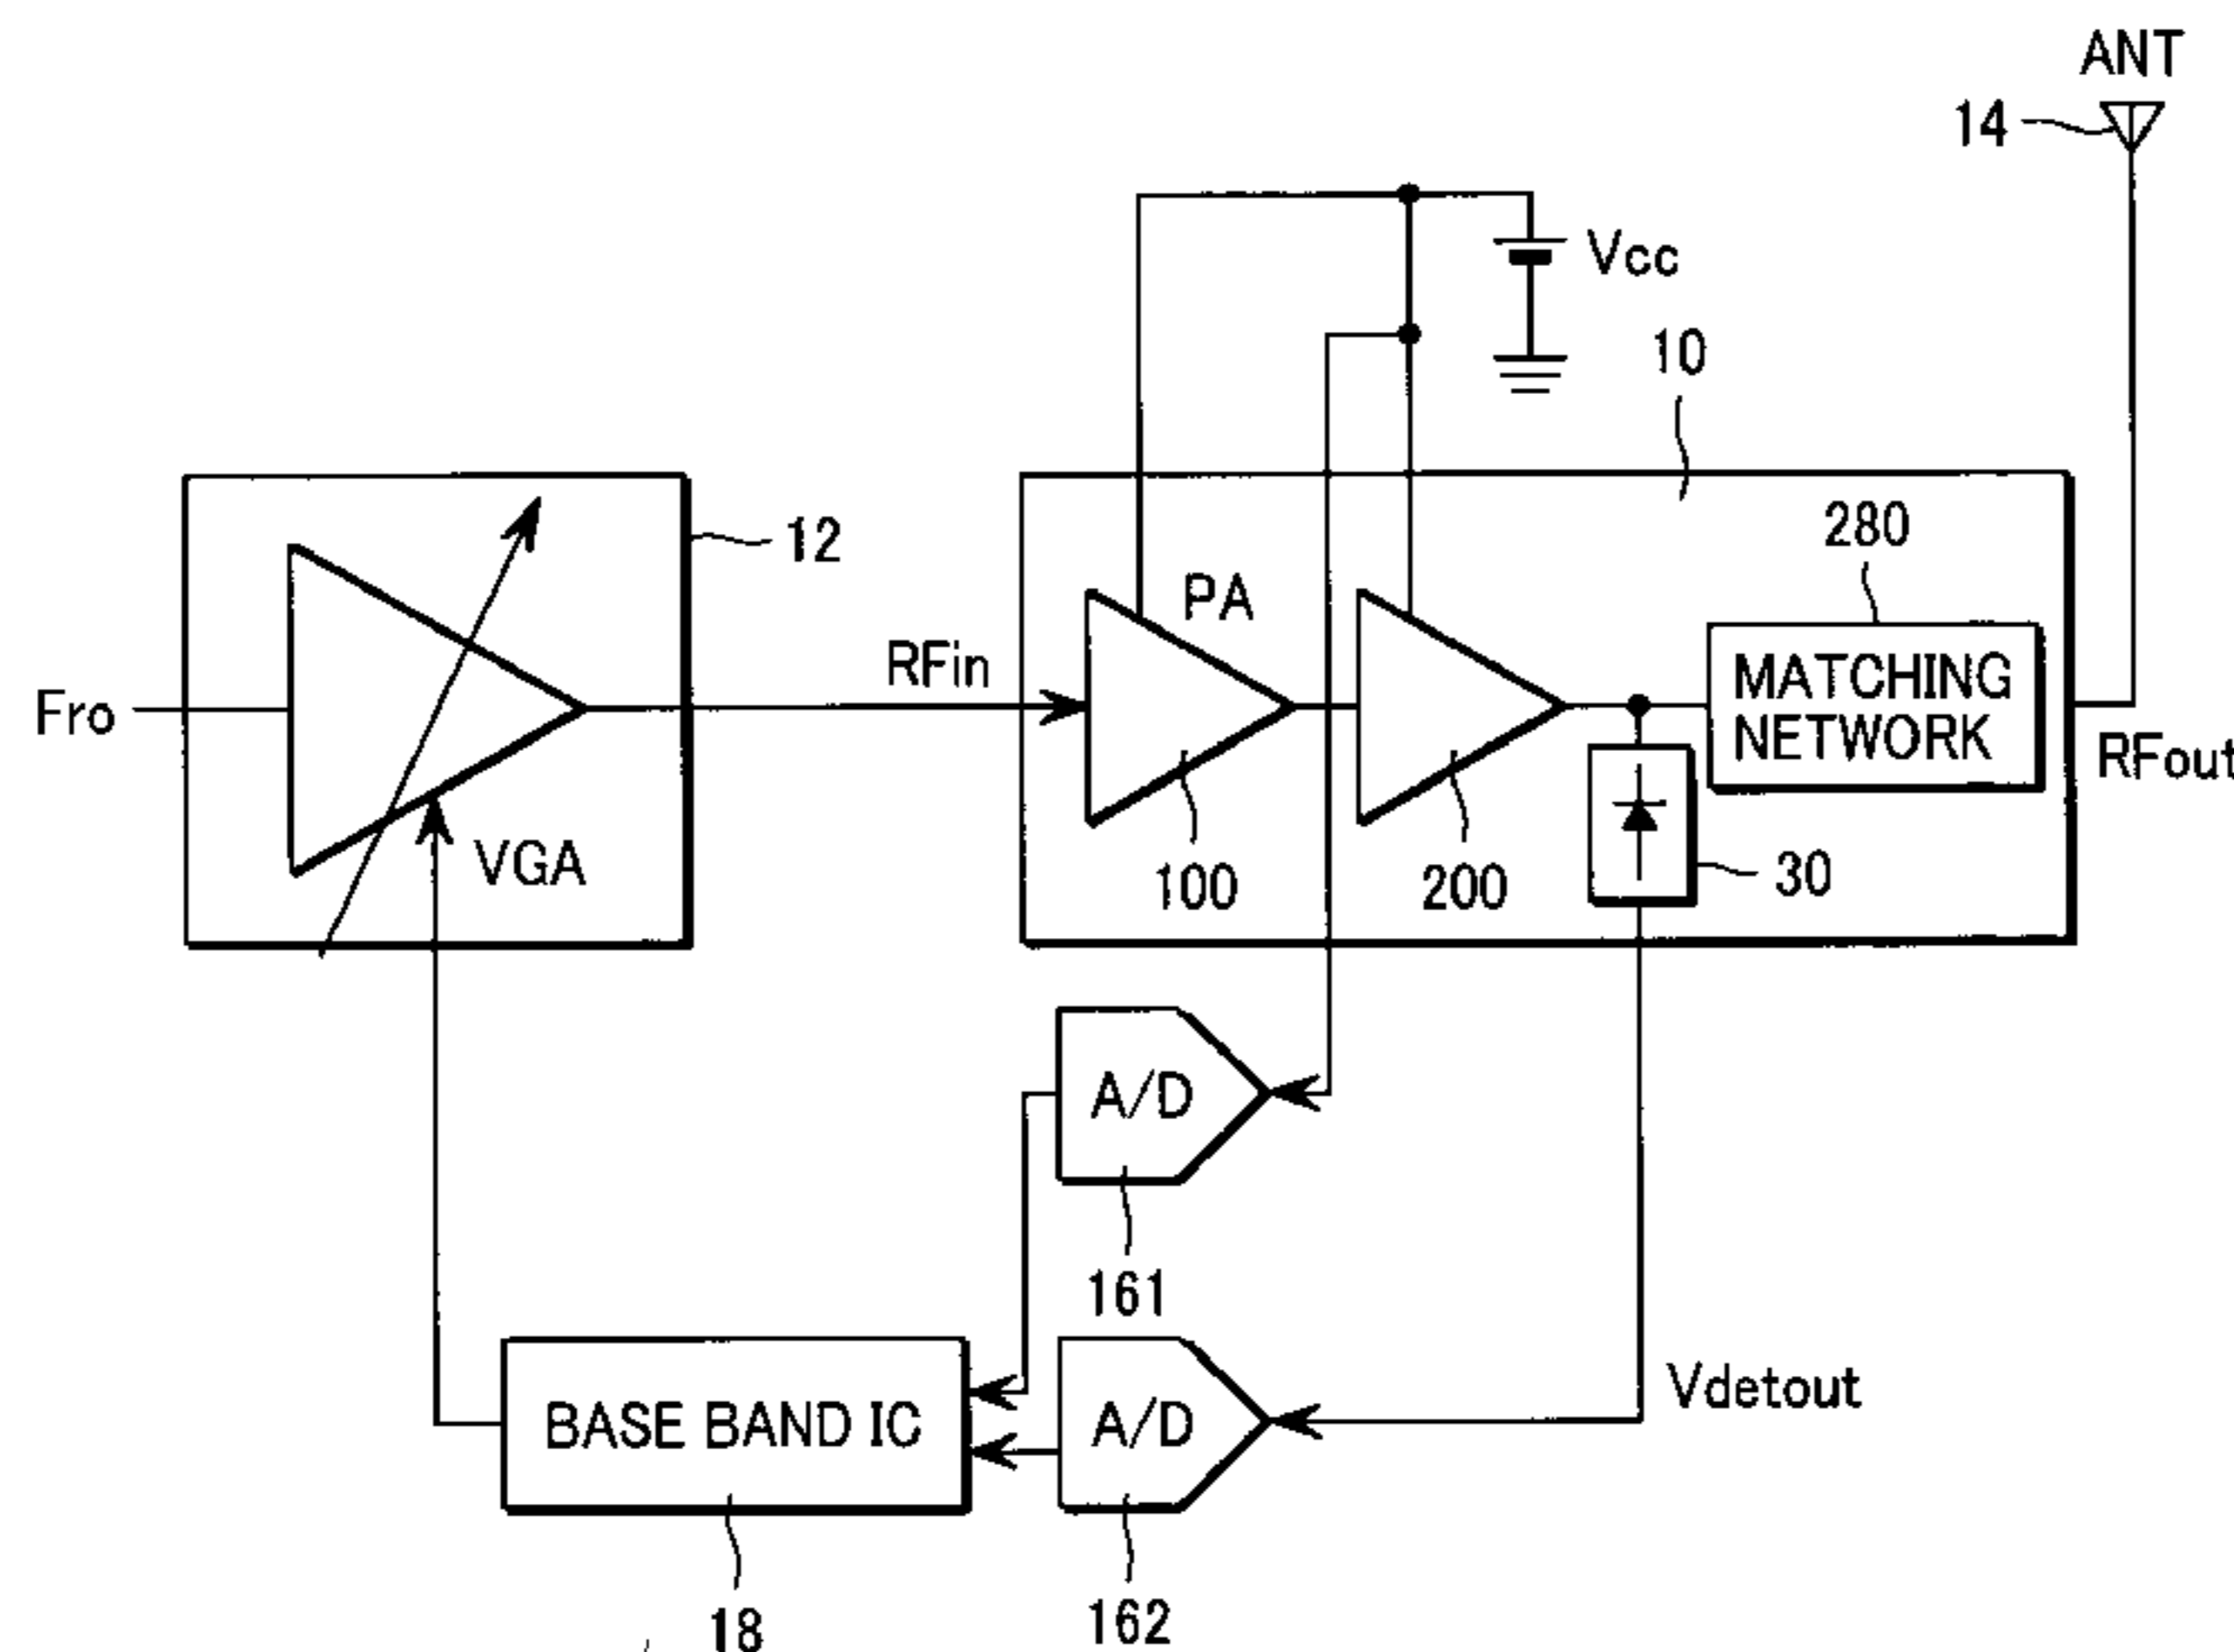 ANT
14
Vcc
10
280
12
PA
RFin
MATCHING
NETWORK
Fro
RFout
VGA
100
200
30
A/D
161
Vdetout
BASE BAND IC
A/D
18
162